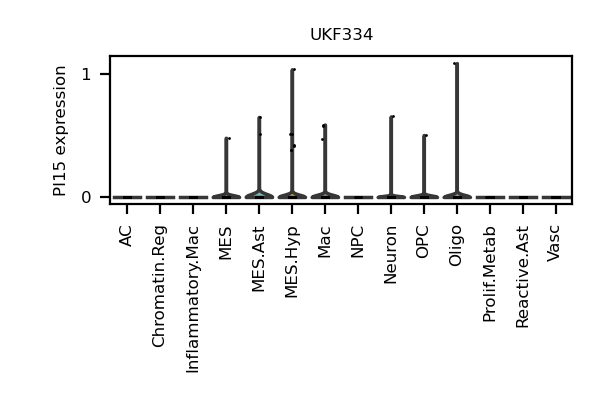 UKF334
PI15 expression
1
0
AC
Chromatin.Reg
Inflammatory.Mac
MES
MES.Ast
MES.Hyp
Mac
NPC
Neuron
OPC
Oligo
Prolif.Metab
Reactive.Ast
Vasc